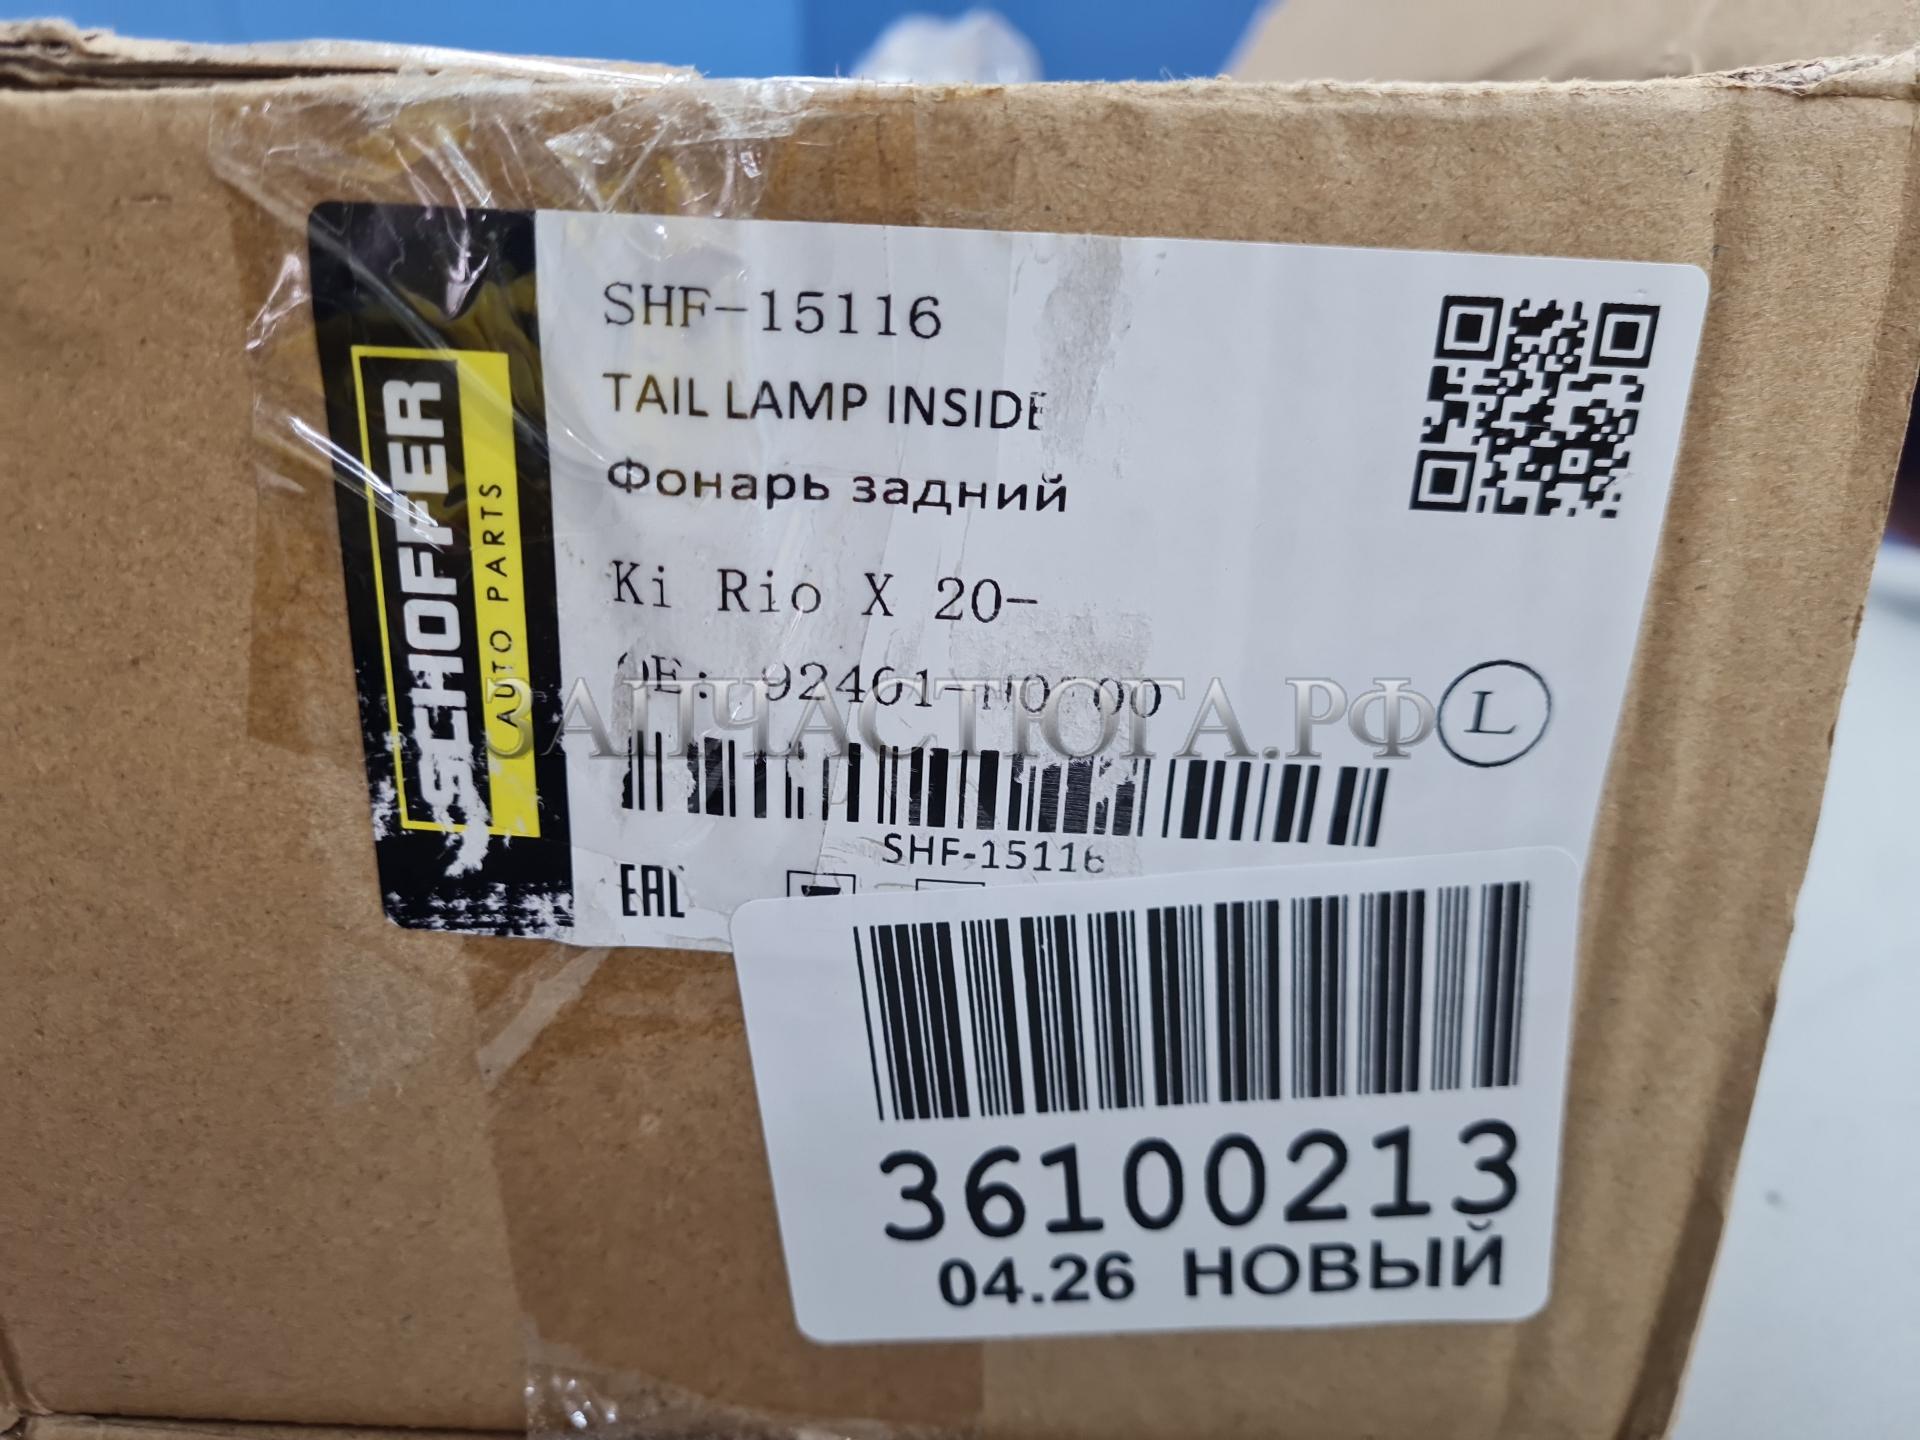 SCHOFFER
AUTO PARTS
SHF-15116
TAIL LAMP INSIDE
Фонарь задний
Ki Rio X 20-
OE:
L
ЗАПЧАСТЮГА.РФ
SHF-15116
EAC
36100213
04.26 НОВЫЙ